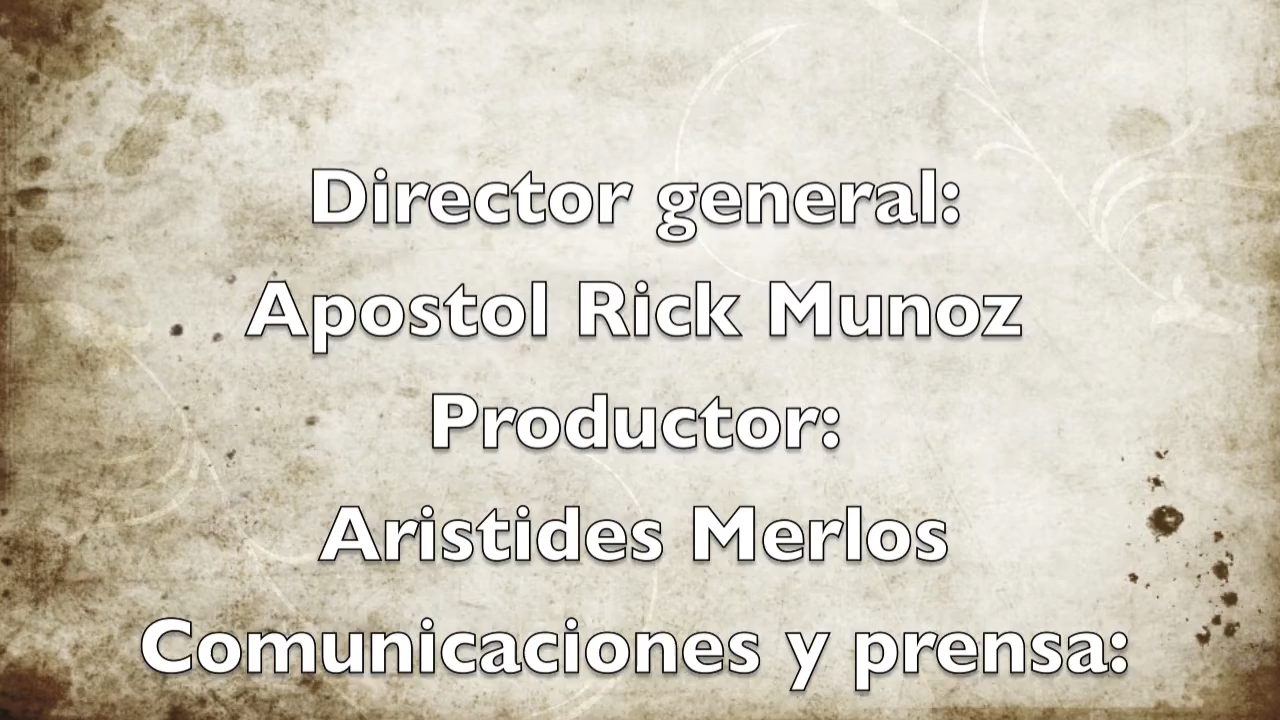 Director general:
Apostol Rick Munoz
Productor:
Aristides Merlos
Comunicaciones y prensa: